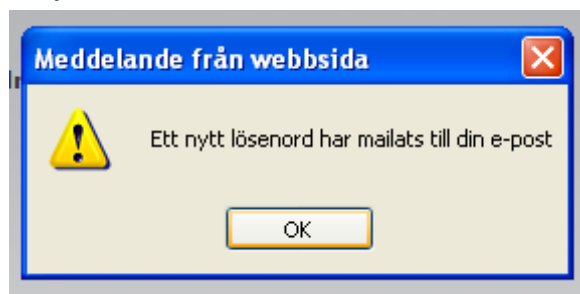 Meddelande från webbsida
Ett nytt lösenord har mailats till din e-post
OK